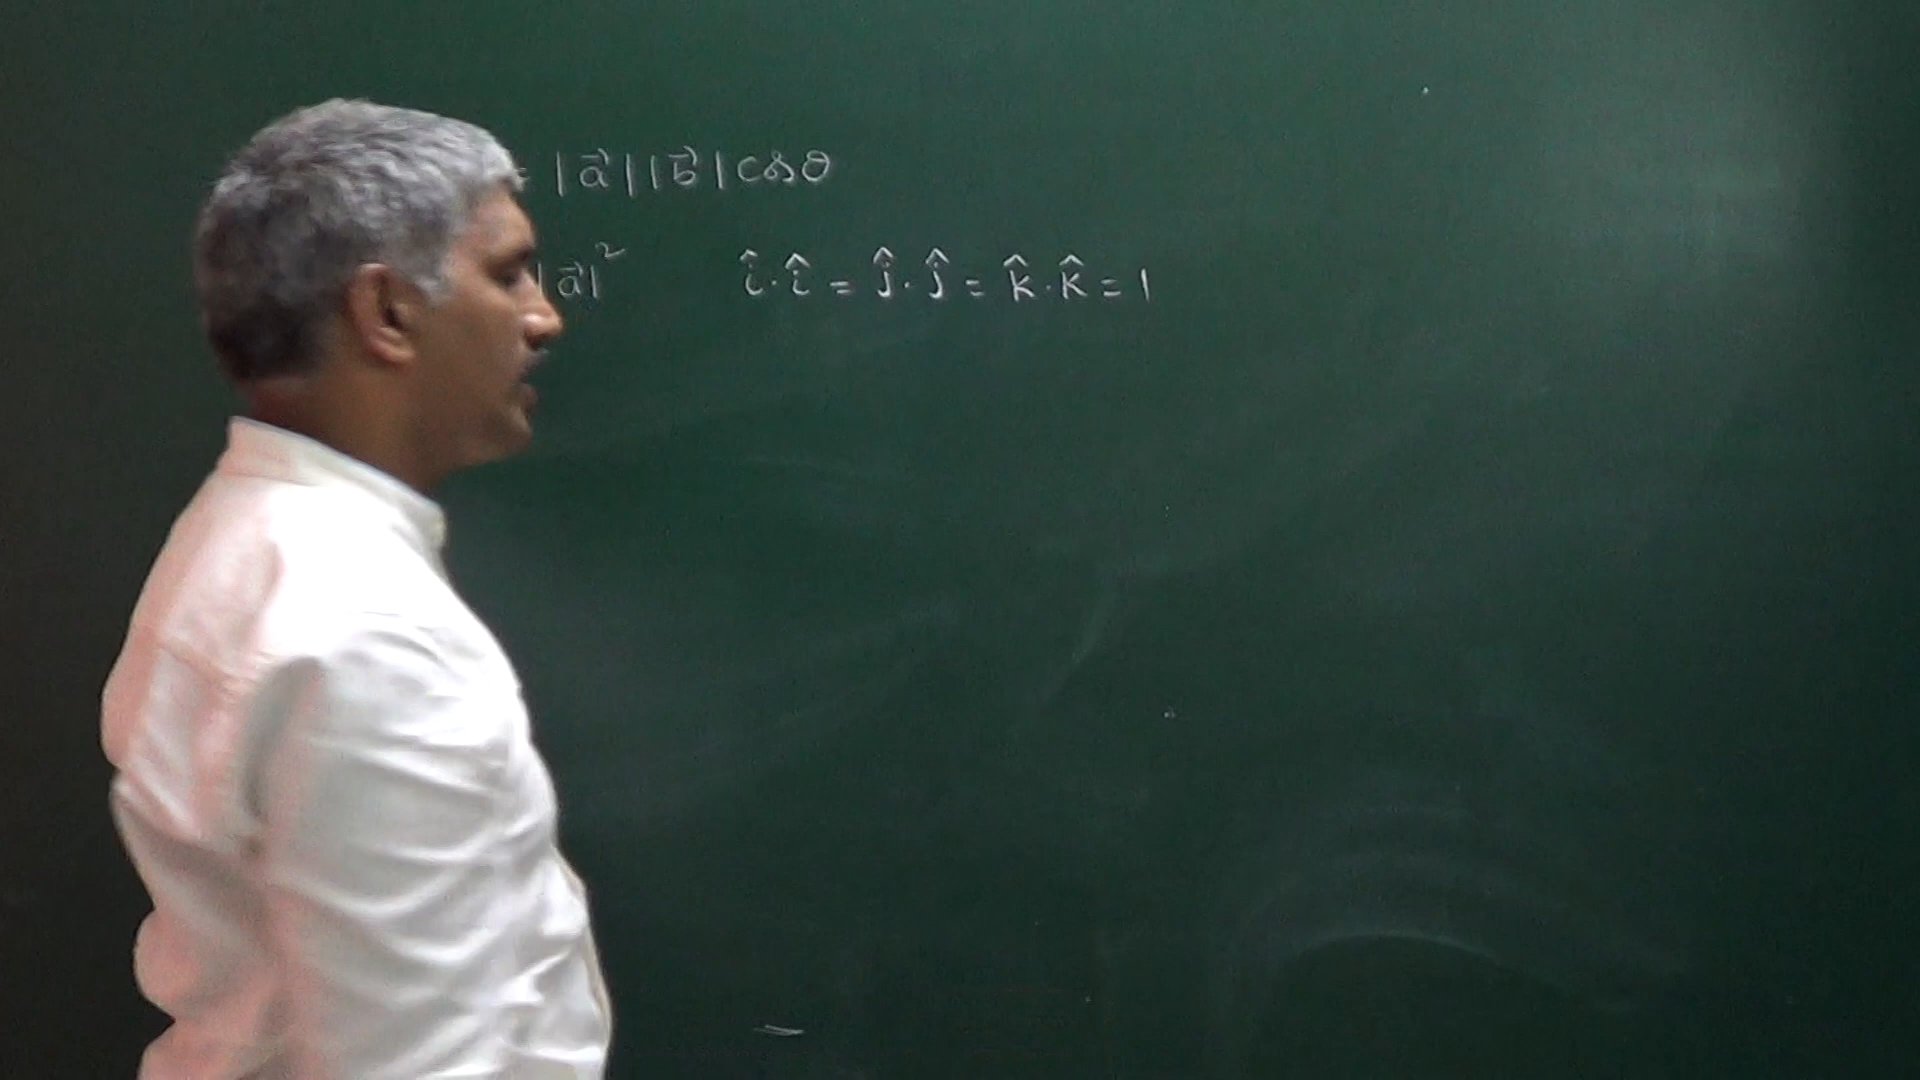 = |a⃗||b⃗|cosθ
|a⃗|² î·î = ĵ·ĵ = k̂·k̂ = 1